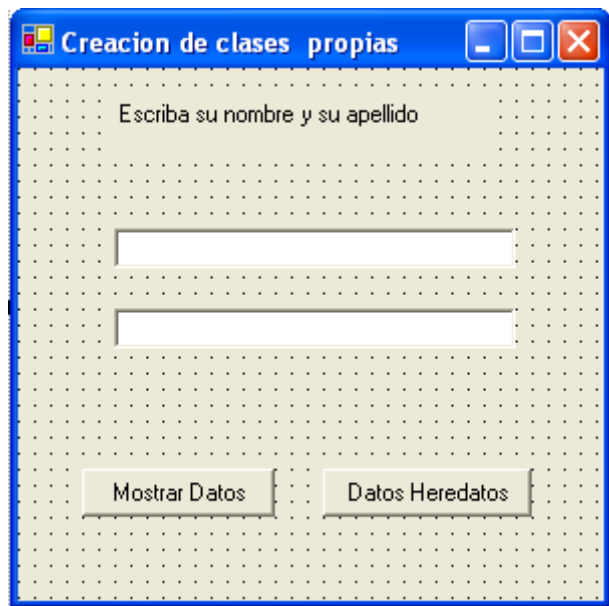 Creacion de clases propias
Escriba su nombre y su apellido
Mostrar Datos
Datos Heredatos